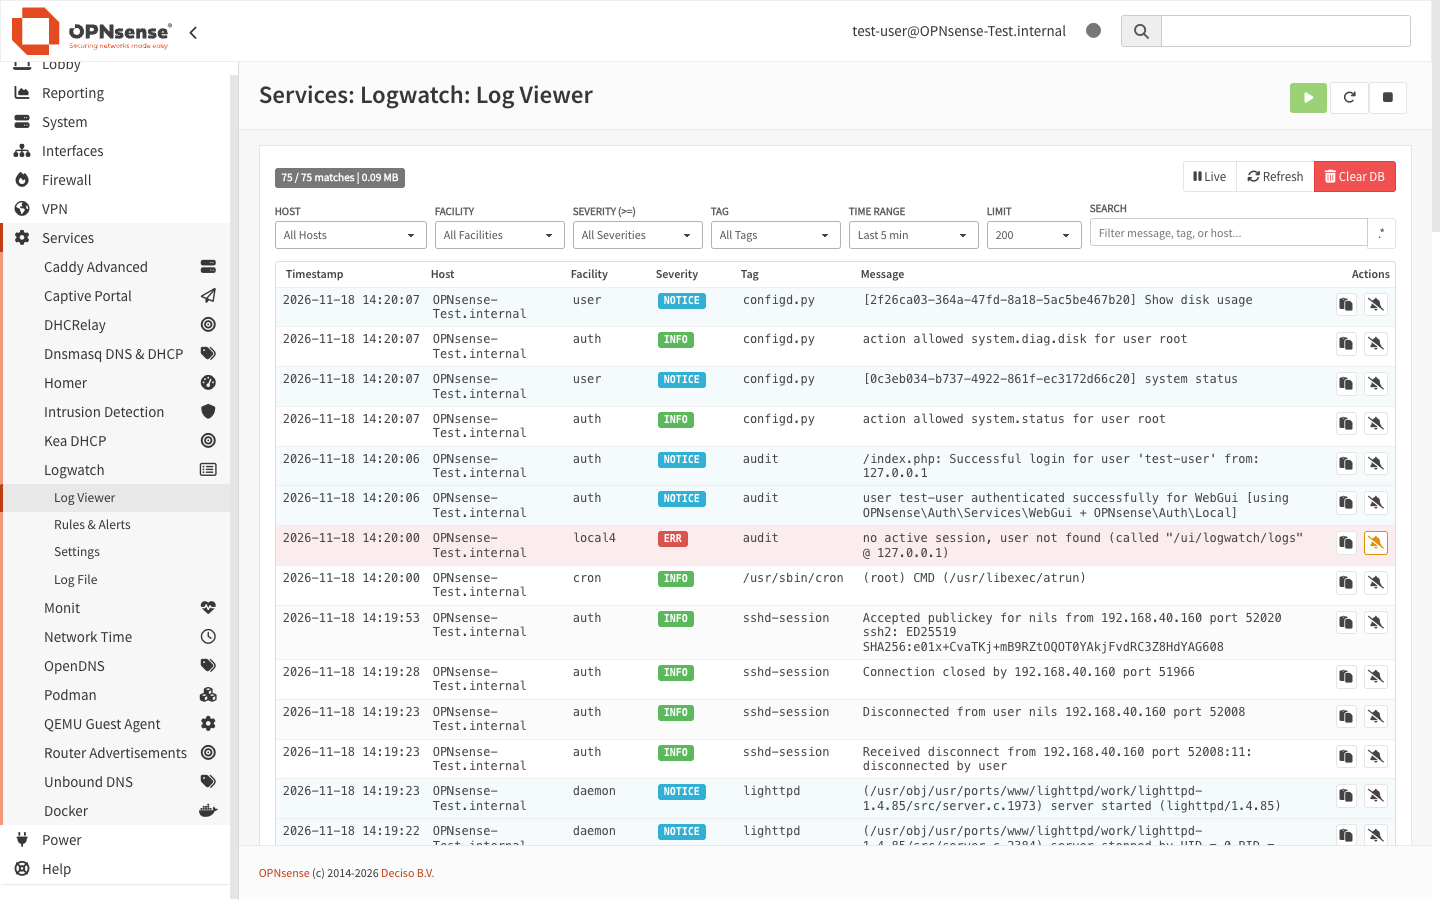 OPNsense®
Securing networks made easy
test-user@OPNsense-Test.internal
Lobby
Reporting
System
Interfaces
Firewall
VPN
Services
Caddy Advanced
Captive Portal
DHCRelay
Dnsmasq DNS & DHCP
Homer
Intrusion Detection
Kea DHCP
Logwatch
Log Viewer
Rules & Alerts
Settings
Log File
Monit
Network Time
OpenDNS
Podman
QEMU Guest Agent
Router Advertisements
Unbound DNS
Docker
Power
Help
Services: Logwatch: Log Viewer
75 / 75 matches | 0.09 MB
Live Refresh Clear DB
HOST FACILITY SEVERITY (>=) TAG TIME RANGE LIMIT SEARCH
All Hosts All Facilities All Severities All Tags Last 5 min 200 Filter message, tag, or host... .*
Timestamp Host Facility Severity Tag Message Actions
2026-11-18 14:20:07 OPNsense- user NOTICE configd.py [2f26ca03-364a-47fd-8a18-5ac5be467b20] Show disk usage
Test.internal
2026-11-18 14:20:07 OPNsense- auth INFO configd.py action allowed system.diag.disk for user root
Test.internal
2026-11-18 14:20:07 OPNsense- user NOTICE configd.py [0c3eb034-b737-4922-861f-ec3172d66c20] system status
Test.internal
2026-11-18 14:20:07 OPNsense- auth INFO configd.py action allowed system.status for user root
Test.internal
2026-11-18 14:20:06 OPNsense- auth NOTICE audit /index.php: Successful login for user 'test-user' from:
Test.internal 127.0.0.1
2026-11-18 14:20:06 OPNsense- auth NOTICE audit user test-user authenticated successfully for WebGui [using
Test.internal OPNsense\Auth\Services\WebGui + OPNsense\Auth\Local]
2026-11-18 14:20:00 OPNsense- local4 ERR audit no active session, user not found (called "/ui/logwatch/logs"
Test.internal @ 127.0.0.1)
2026-11-18 14:20:00 OPNsense- cron INFO /usr/sbin/cron (root) CMD (/usr/libexec/atrun)
Test.internal
2026-11-18 14:19:53 OPNsense- auth INFO sshd-session Accepted publickey for nils from 192.168.40.160 port 52020
Test.internal ssh2: ED25519
SHA256:e01x+CvaTKj+mB9RZtOQOT0YAkjFvdRC3Z8HdYAG608
2026-11-18 14:19:28 OPNsense- auth INFO sshd-session Connection closed by 192.168.40.160 port 51966
Test.internal
2026-11-18 14:19:23 OPNsense- auth INFO sshd-session Disconnected from user nils 192.168.40.160 port 52008
Test.internal
2026-11-18 14:19:23 OPNsense- auth INFO sshd-session Received disconnect from 192.168.40.160 port 52008:11:
Test.internal disconnected by user
2026-11-18 14:19:23 OPNsense- daemon NOTICE lighttpd (/usr/obj/usr/ports/www/lighttpd/work/lighttpd-
Test.internal 1.4.85/src/server.c.1973) server started (lighttpd/1.4.85)
2026-11-18 14:19:22 OPNsense- daemon NOTICE lighttpd (/usr/obj/usr/ports/www/lighttpd/work/lighttpd-
Test.internal 1.4.85/src/server.c.2384) server stopped by UID = 0 PID =
OPNsense (c) 2014-2026 Deciso B.V.